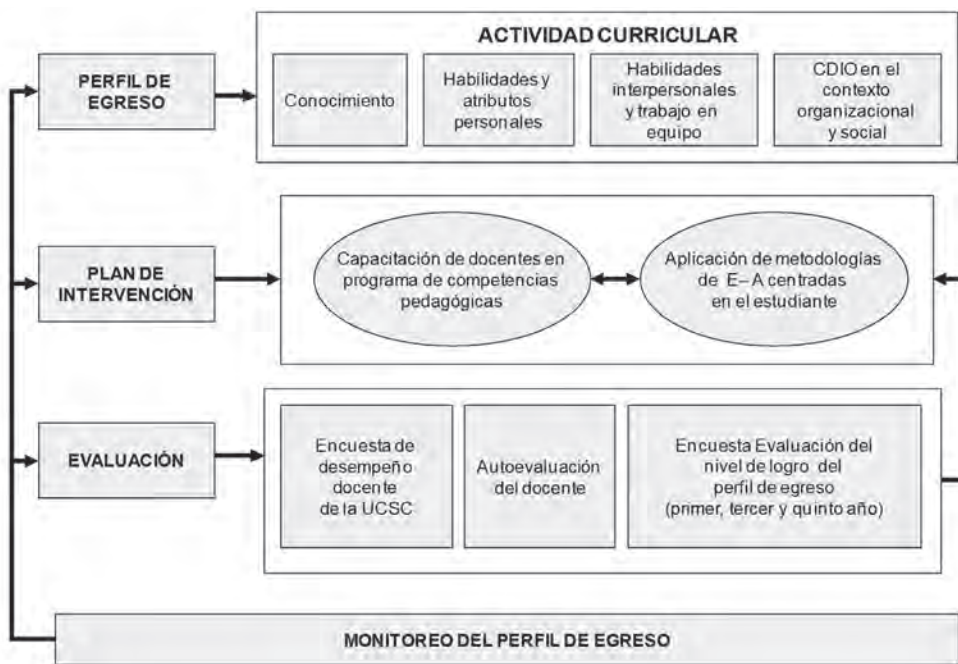 ACTIVIDAD CURRICULAR
PERFIL DE
EGRESO
Conocimiento
Habilidades y
atributos
personales
Habilidades
interpersonales
y trabajo en
equipo
CDIO en el
contexto
organizacional
y social
PLAN DE
INTERVENCIÓN
Capacitación de docentes en
programa de competencias
pedagógicas
Aplicación de metodologías
de E– A centradas
en el estudiante
EVALUACIÓN
Encuesta de
desempeño
docente
de la UCSC
Autoevaluación
del docente
Encuesta Evaluación del
nivel de logro del
perfil de egreso
(primer, tercer y quinto año)
MONITOREO DEL PERFIL DE EGRESO